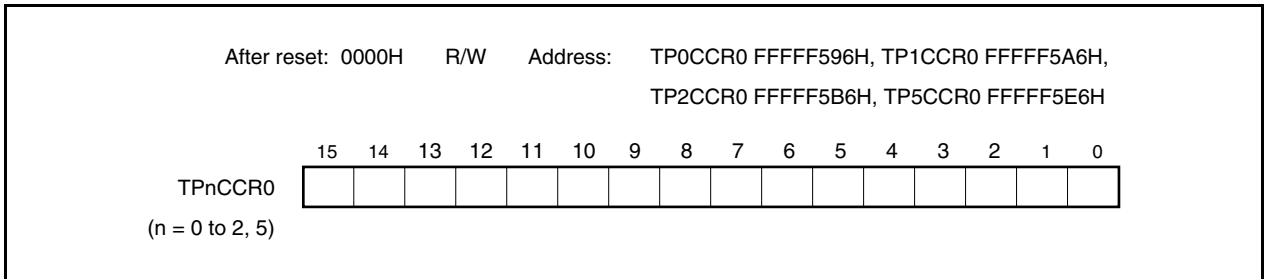 After reset: 0000H R/W Address: TP0CCR0 FFFFF596H, TP1CCR0 FFFFF5A6H,
TP2CCR0 FFFFF5B6H, TP5CCR0 FFFFF5E6H
15 14 13 12 11 10 9 8 7 6 5 4 3 2 1 0
TPnCCR0
(n = 0 to 2, 5)